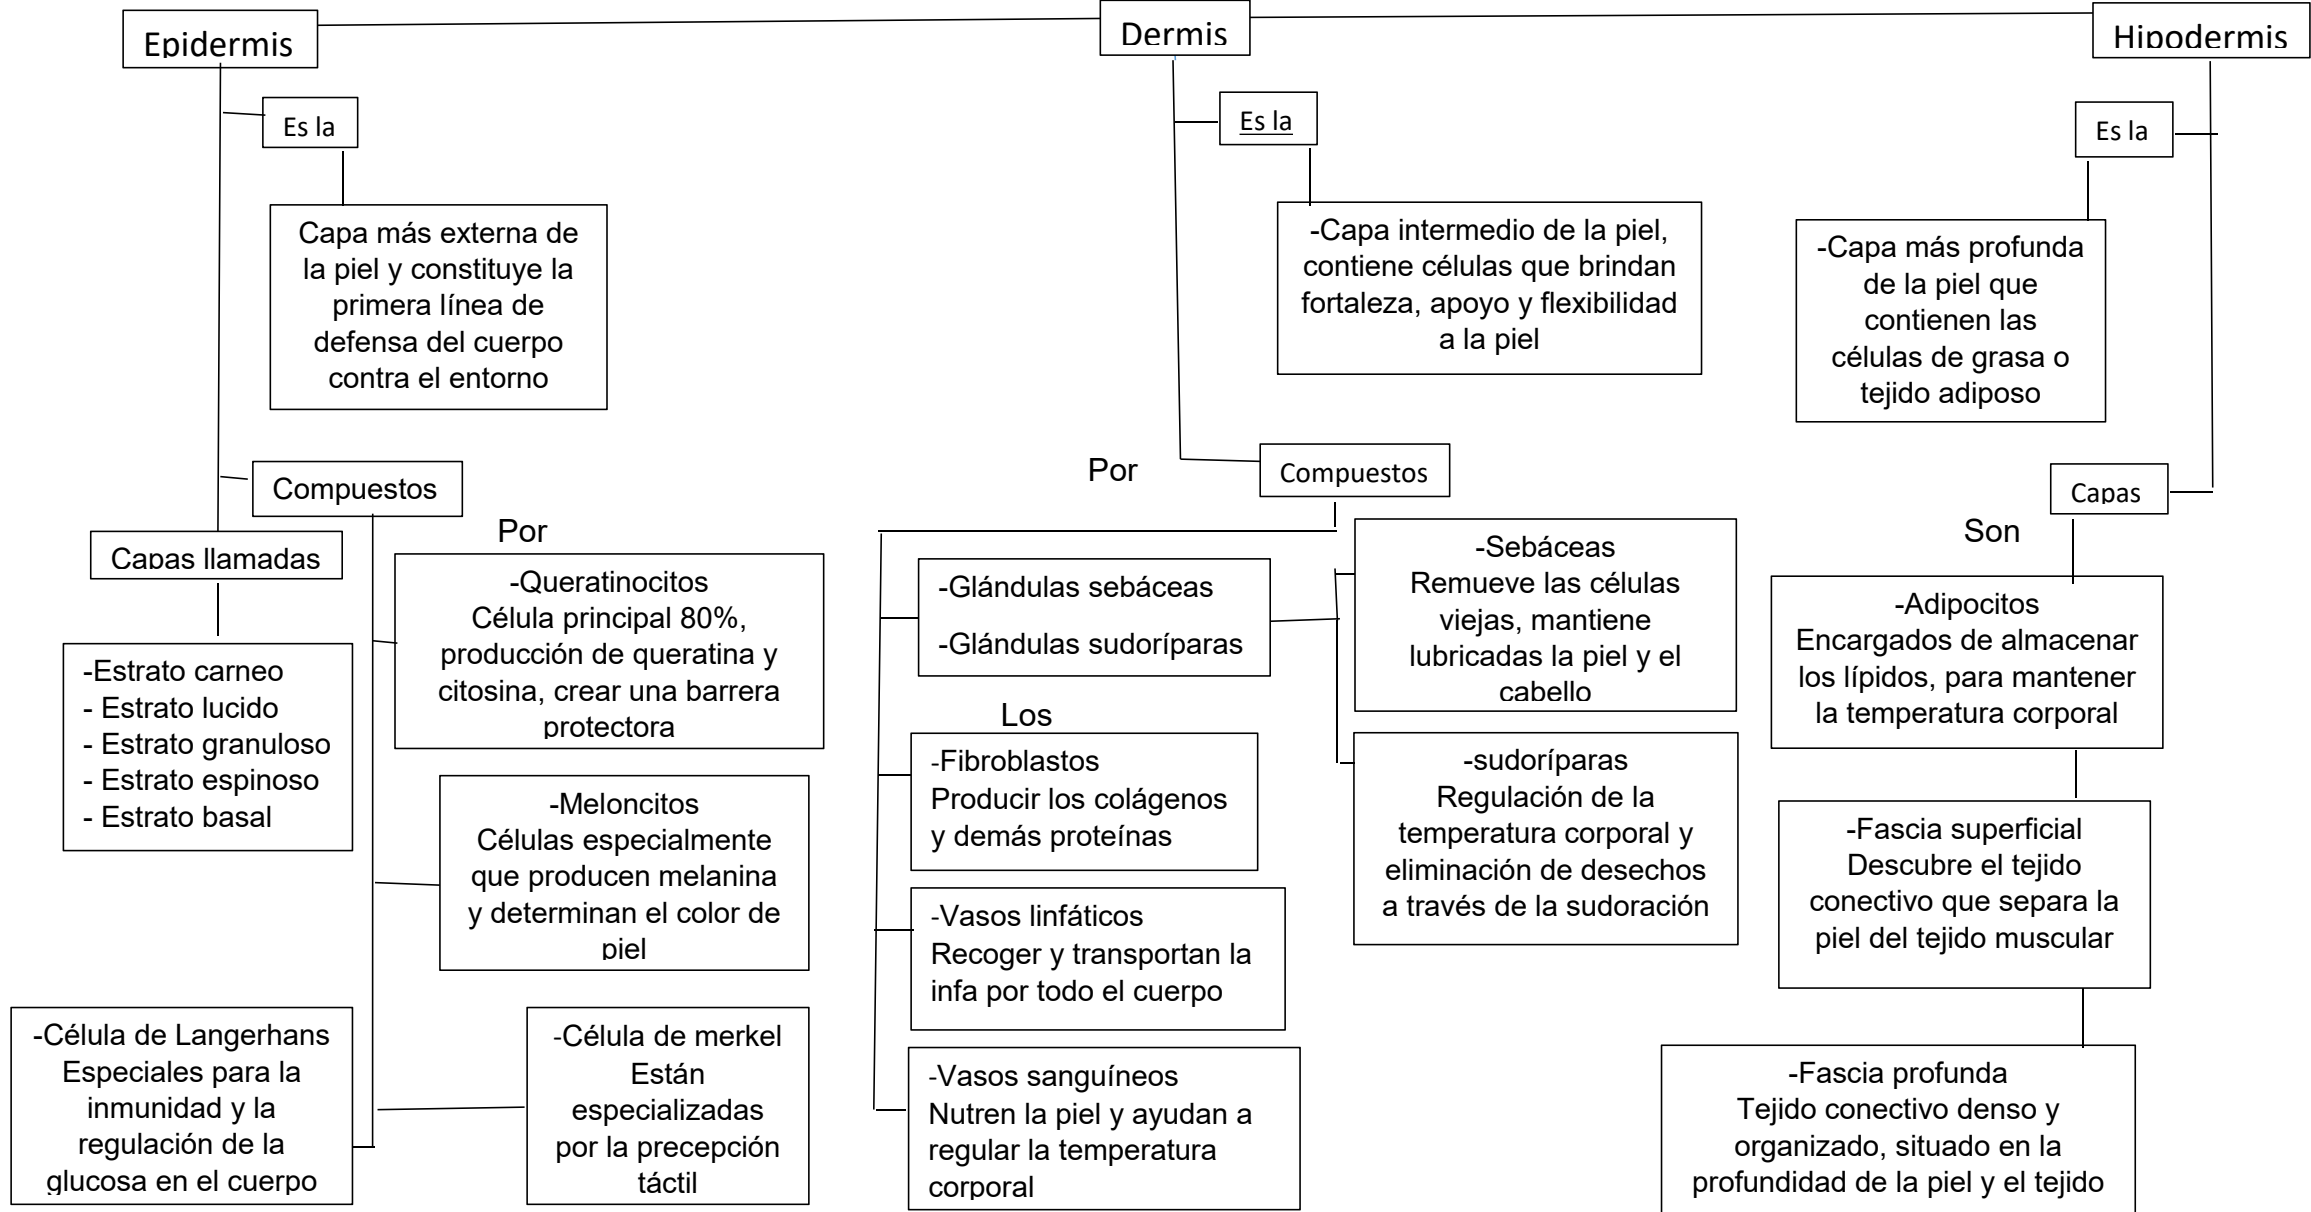 Epidermis
Dermis
Hipodermis
Es la
Es la
Es la
Capa más externa de
la piel y constituye la
primera línea de
defensa del cuerpo
contra el entorno
-Capa intermedio de la piel,
contiene células que brindan
fortaleza, apoyo y flexibilidad
a la piel
-Capa más profunda
de la piel que
contienen las
células de grasa o
tejido adiposo
Compuestos
Por
Capas llamadas
-Estrato carneo
- Estrato lucido
- Estrato granuloso
- Estrato espinoso
- Estrato basal
-Queratinocitos
Célula principal 80%,
producción de queratina y
citosina, crear una barrera
protectora
-Meloncitos
Células especialmente
que producen melanina
y determinan el color de
piel
-Célula de Langerhans
Especiales para la
inmunidad y la
regulación de la
glucosa en el cuerpo
-Célula de merkel
Están
especializadas
por la precepción
táctil
Por
Compuestos
-Glándulas sebáceas
-Glándulas sudoríparas
-Sebáceas
Remueve las células
viejas, mantiene
lubricadas la piel y el
cabello
-sudoríparas
Regulación de la
temperatura corporal y
eliminación de desechos
a través de la sudoración
Los
-Fibroblastos
Producir los colágenos
y demás proteínas
-Vasos linfáticos
Recoger y transportan la
infa por todo el cuerpo
-Vasos sanguíneos
Nutren la piel y ayudan a
regular la temperatura
corporal
Capas
Son
-Adipocitos
Encargados de almacenar
los lípidos, para mantener
la temperatura corporal
-Fascia superficial
Descubre el tejido
conectivo que separa la
piel del tejido muscular
-Fascia profunda
Tejido conectivo denso y
organizado, situado en la
profundidad de la piel y el tejido